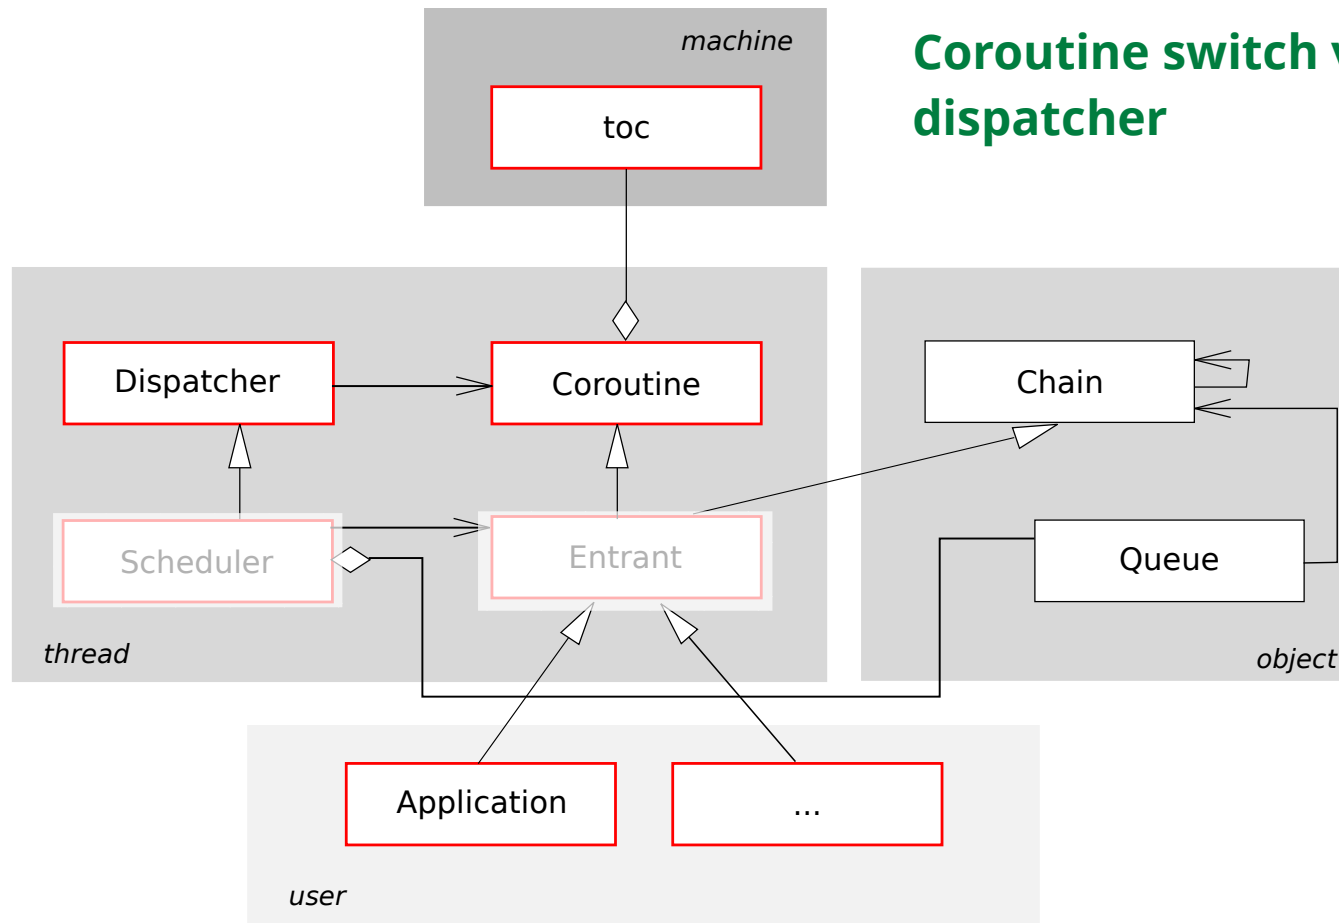 machine
Coroutine switch
dispatcher
toc
Dispatcher
Coroutine
Chain
Scheduler
Entrant
Queue
thread
object
Application
...
user